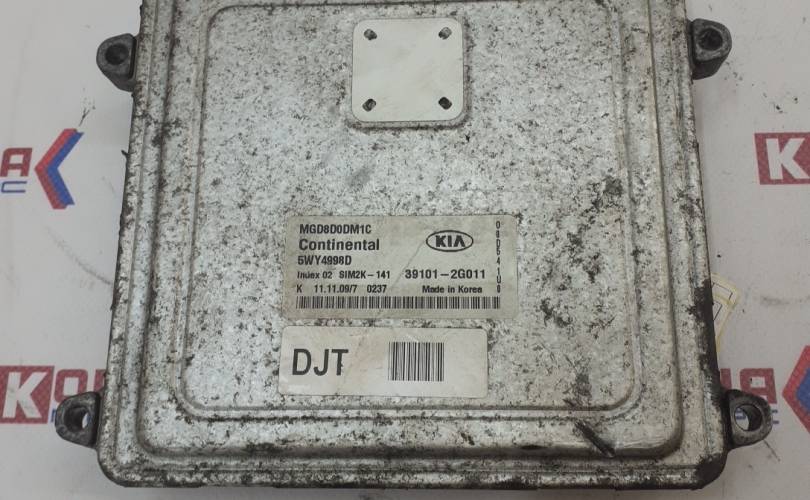 MGD8D0DM1C
Continental
KIA
5WY4998D
Index 02 SIM2K-141 39101-2G011
K 11.11.09/7 0237 Made in Korea
DJT